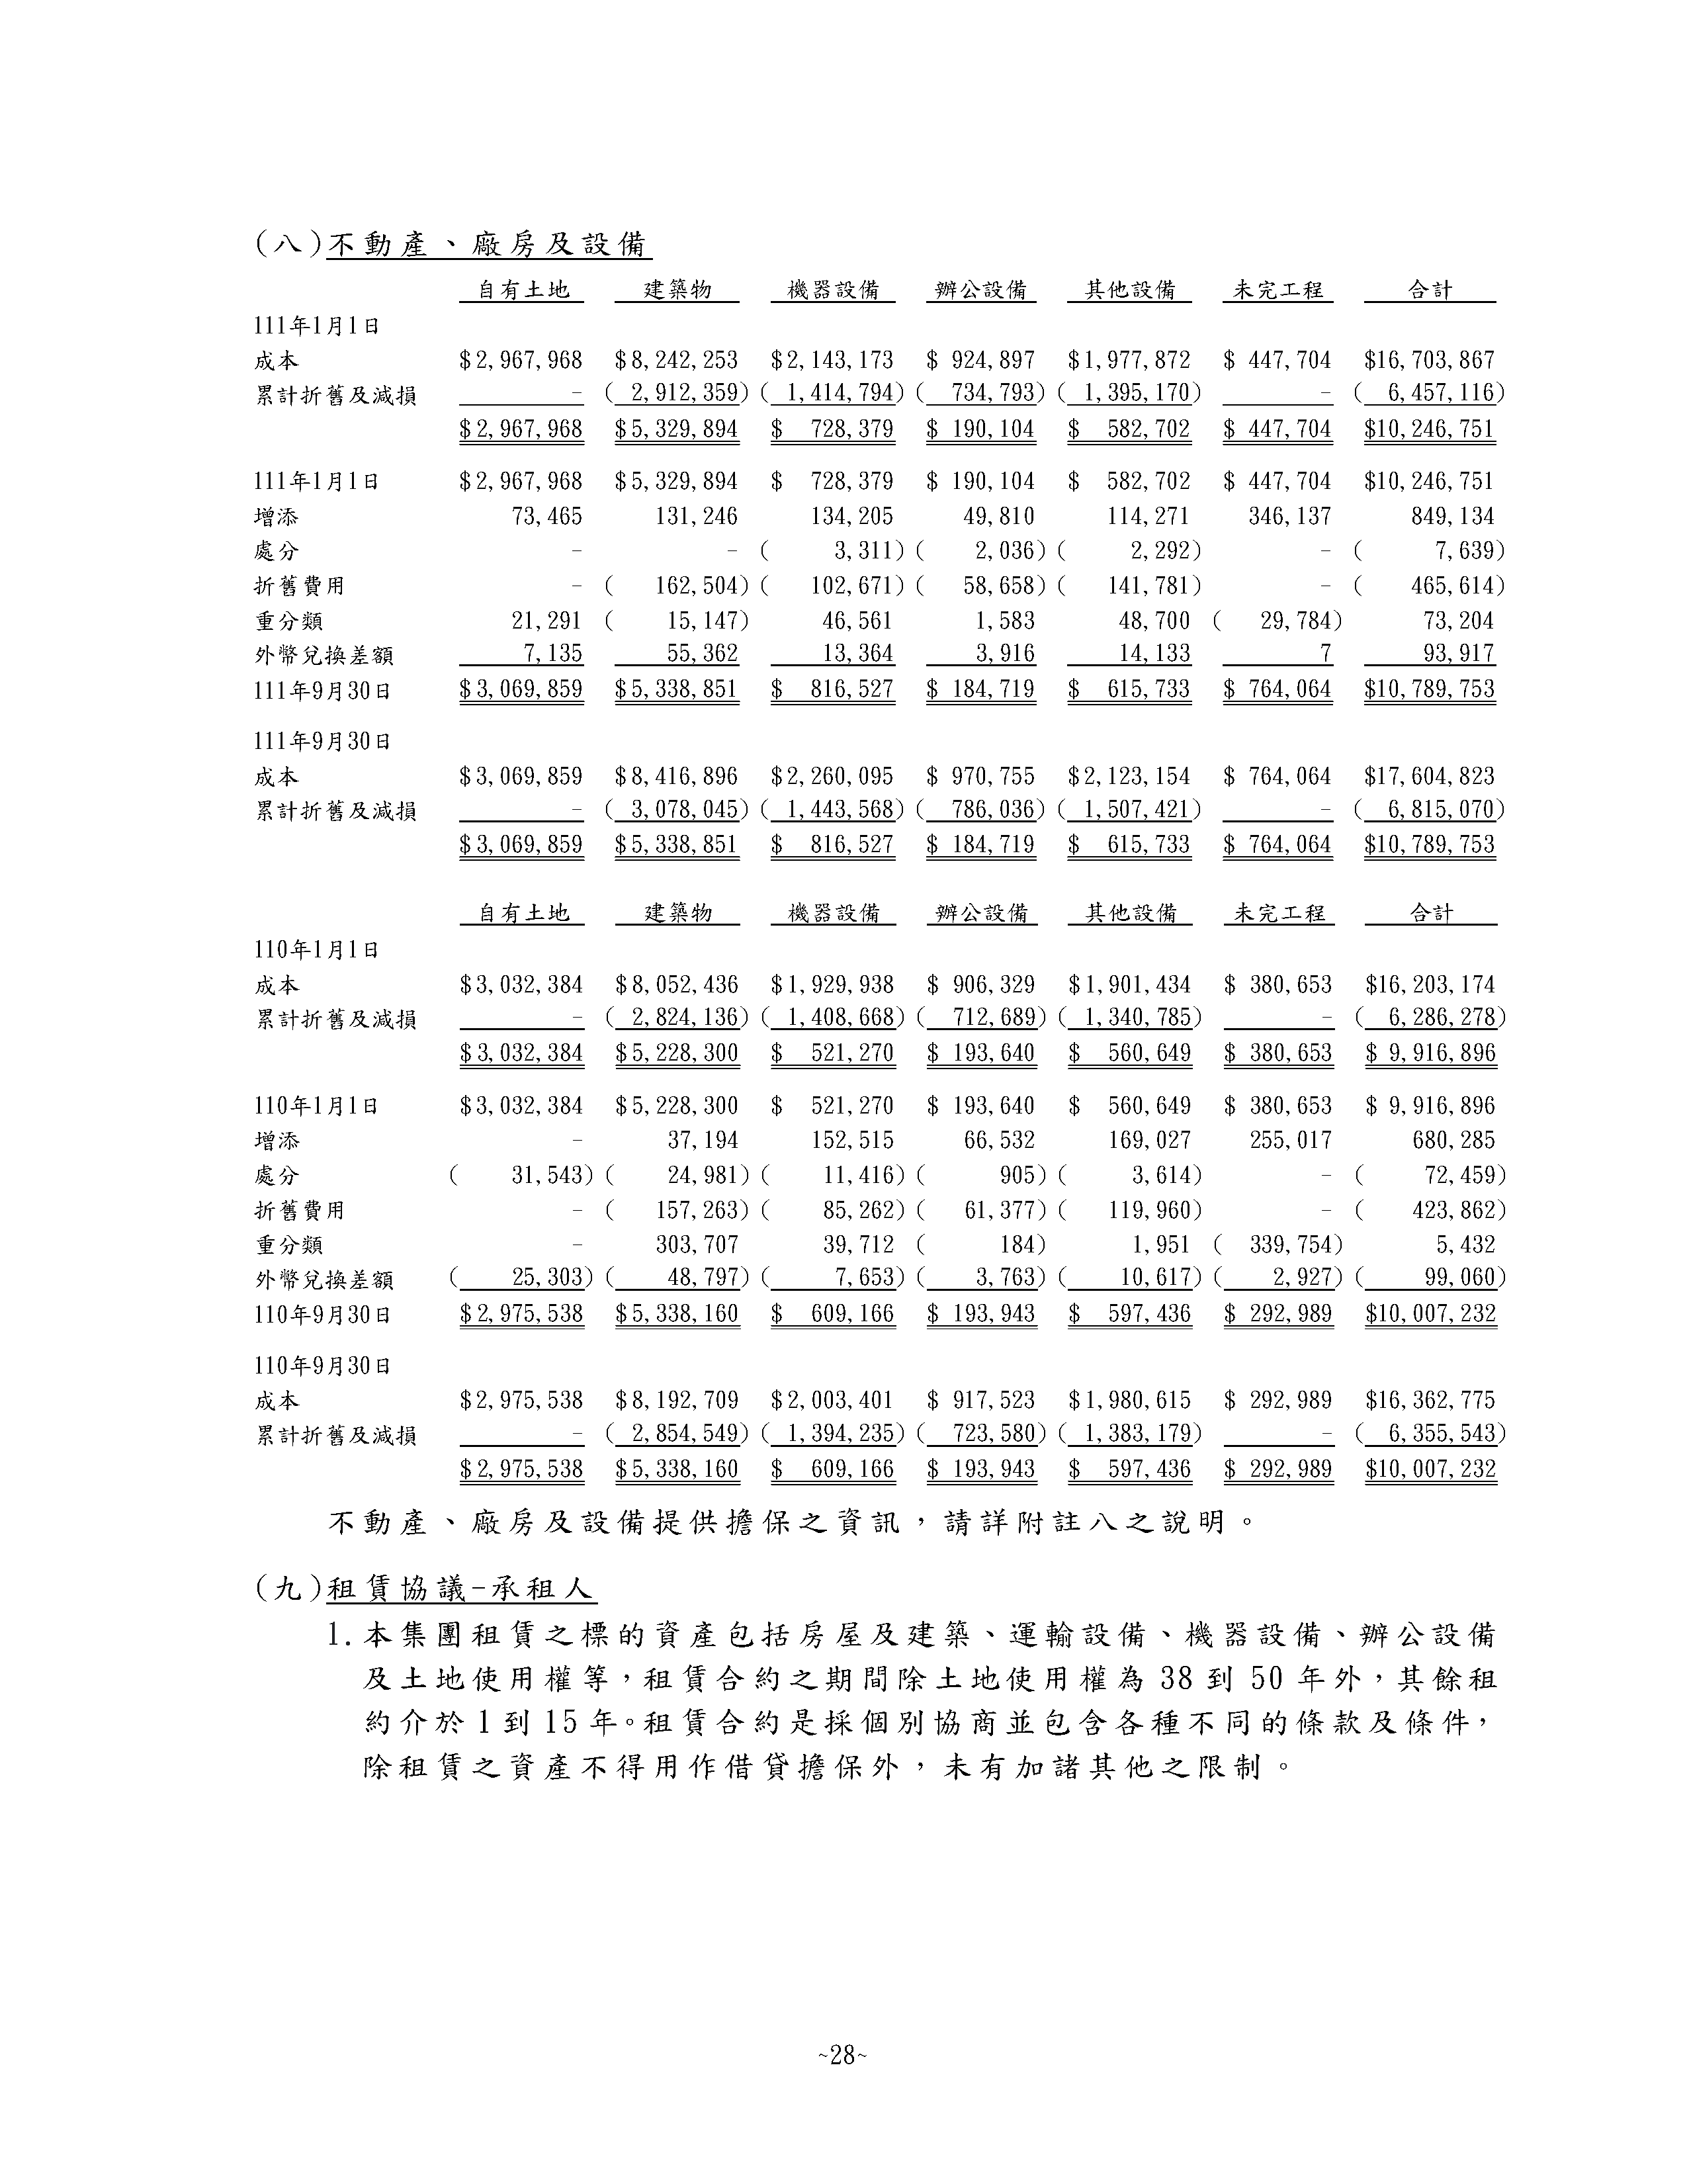 (八)不動產、廠房及設備
自有土地 建築物 機器設備 辦公設備 其他設備 未完工程 合計
111年1月1日
成本 $2,967,968 $8,242,253 $2,143,173 $ 924,897 $1,977,872 $ 447,704 $16,703,867
累計折舊及減損 - ( 2,912,359) ( 1,414,794) ( 734,793) ( 1,395,170) - ( 6,457,116)
$2,967,968 $5,329,894 $ 728,379 $ 190,104 $ 582,702 $ 447,704 $10,246,751
111年1月1日 $2,967,968 $5,329,894 $ 728,379 $ 190,104 $ 582,702 $ 447,704 $10,246,751
增添 73,465 131,246 134,205 49,810 114,271 346,137 849,134
處分 - - ( 3,311) ( 2,036) ( 2,292) - ( 7,639)
折舊費用 - ( 162,504) ( 102,671) ( 58,658) ( 141,781) - ( 465,614)
重分類 21,291 ( 15,147) 46,561 1,583 48,700 ( 29,784) 73,204
外幣兌換差額 7,135 55,362 13,364 3,916 14,133 7 93,917
111年9月30日 $3,069,859 $5,338,851 $ 816,527 $ 184,719 $ 615,733 $ 764,064 $10,789,753
111年9月30日
成本 $3,069,859 $8,416,896 $2,260,095 $ 970,755 $2,123,154 $ 764,064 $17,604,823
累計折舊及減損 - ( 3,078,045) ( 1,443,568) ( 786,036) ( 1,507,421) - ( 6,815,070)
$3,069,859 $5,338,851 $ 816,527 $ 184,719 $ 615,733 $ 764,064 $10,789,753
自有土地 建築物 機器設備 辦公設備 其他設備 未完工程 合計
110年1月1日
成本 $3,032,384 $8,052,436 $1,929,938 $ 906,329 $1,901,434 $ 380,653 $16,203,174
累計折舊及減損 - ( 2,824,136) ( 1,408,668) ( 712,689) ( 1,340,785) - ( 6,286,278)
$3,032,384 $5,228,300 $ 521,270 $ 193,640 $ 560,649 $ 380,653 $ 9,916,896
110年1月1日 $3,032,384 $5,228,300 $ 521,270 $ 193,640 $ 560,649 $ 380,653 $ 9,916,896
增添 - 37,194 152,515 66,532 169,027 255,017 680,285
處分 ( 31,543) ( 24,981) ( 11,416) ( 905) ( 3,614) - ( 72,459)
折舊費用 - ( 157,263) ( 85,262) ( 61,377) ( 119,960) - ( 423,862)
重分類 - 303,707 39,712 ( 184) 1,951 ( 339,754) 5,432
外幣兌換差額 ( 25,303) ( 48,797) ( 7,653) ( 3,763) ( 10,617) ( 2,927) ( 99,060)
110年9月30日 $2,975,538 $5,338,160 $ 609,166 $ 193,943 $ 597,436 $ 292,989 $10,007,232
110年9月30日
成本 $2,975,538 $8,192,709 $2,003,401 $ 917,523 $1,980,615 $ 292,989 $16,362,775
累計折舊及減損 - ( 2,854,549) ( 1,394,235) ( 723,580) ( 1,383,179) - ( 6,355,543)
$2,975,538 $5,338,160 $ 609,166 $ 193,943 $ 597,436 $ 292,989 $10,007,232
不動產、廠房及設備提供擔保之資訊,請詳附註八之說明。
(九)租賃協議-承租人
1.本集團租賃之標的資產包括房屋及建築、運輸設備、機器設備、辦公設備
及土地使用權等,租賃合約之期間除土地使用權為 38 到 50 年外,其餘租
約介於 1 到 15 年。租賃合約是採個別協商並包含各種不同的條款及條件,
除租賃之資產不得用作借貸擔保外,未有加諸其他之限制。
~28~